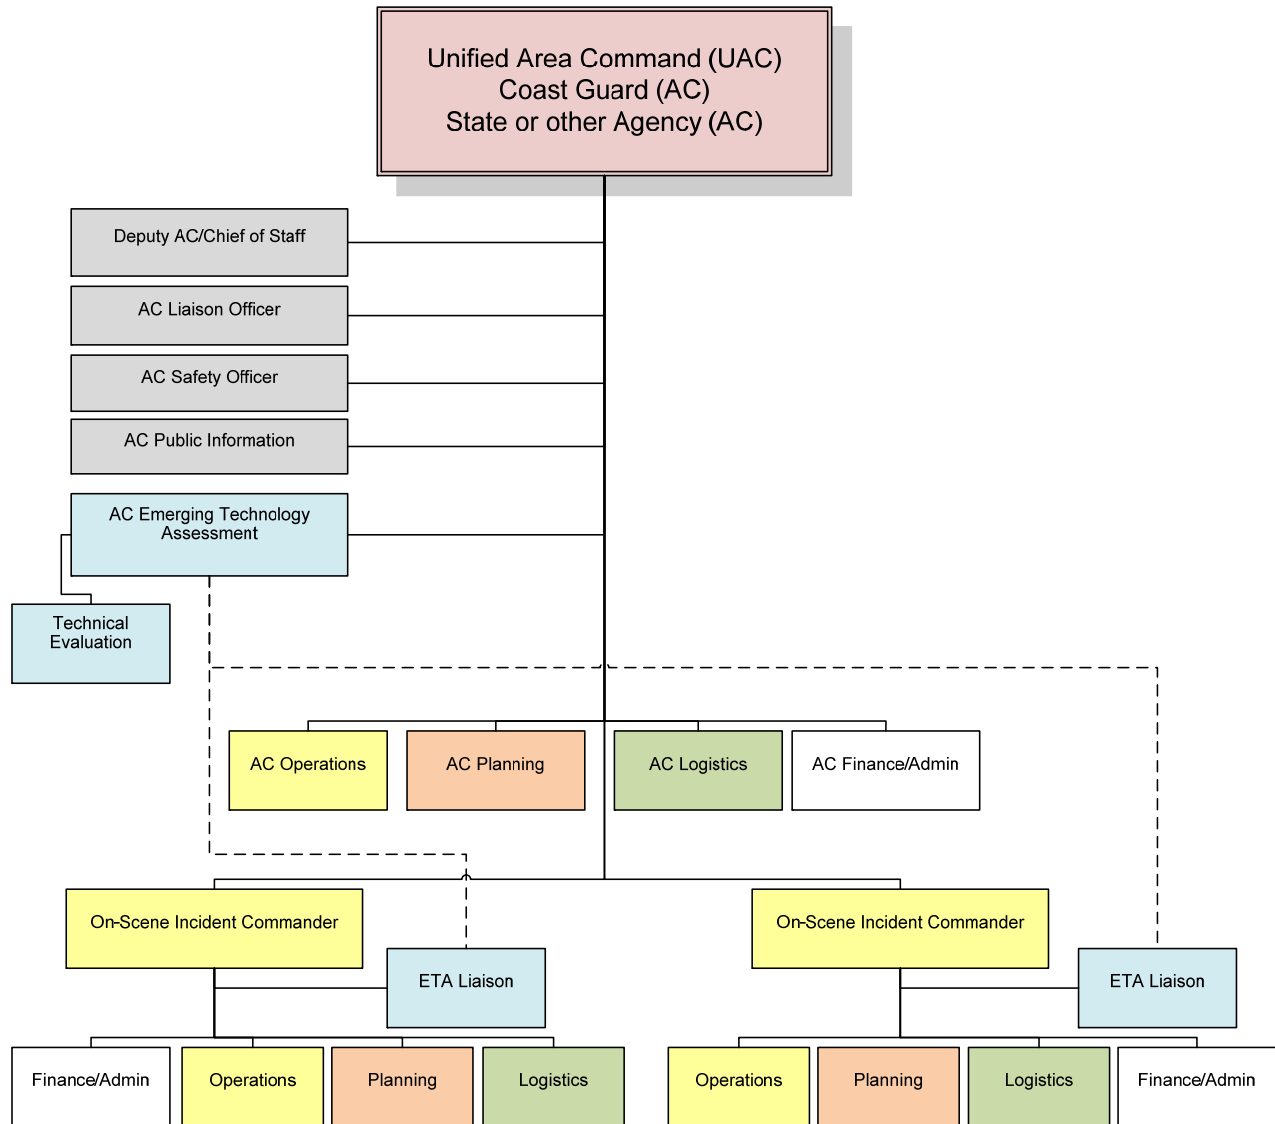 Unified Area Command (UAC)
Coast Guard (AC)
State or other Agency (AC)
Deputy AC/Chief of Staff
AC Liaison Officer
AC Safety Officer
AC Public Information
AC Emerging Technology
Assessment
Technical
Evaluation
AC Operations
AC Planning
AC Logistics
AC Finance/Admin
On-Scene Incident Commander
On-Scene Incident Commander
ETA Liaison
ETA Liaison
Finance/Admin
Operations
Planning
Logistics
Operations
Planning
Logistics
Finance/Admin